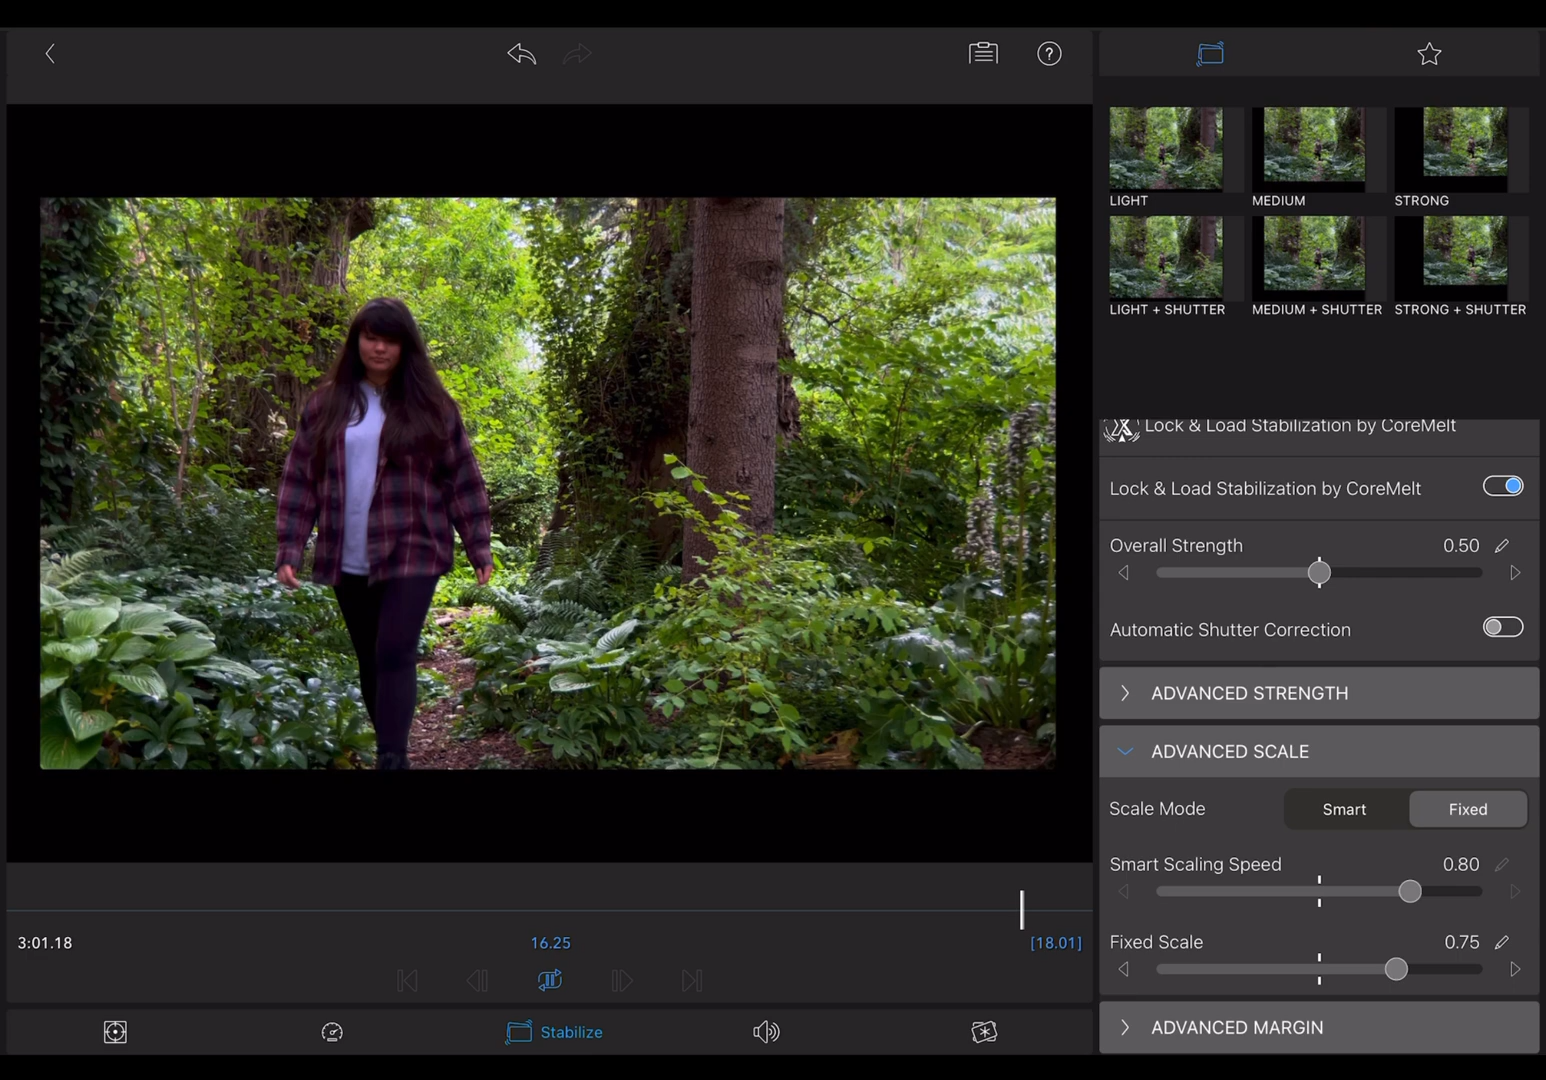 LIGHT
MEDIUM
STRONG
LIGHT + SHUTTER
MEDIUM + SHUTTER
STRONG + SHUTTER
Lock & Load Stabilization by CoreMelt
Lock & Load Stabilization by CoreMelt
Overall Strength 0.50
Automatic Shutter Correction
ADVANCED STRENGTH
ADVANCED SCALE
Scale Mode Smart Fixed
Smart Scaling Speed 0.80
Fixed Scale 0.75
ADVANCED MARGIN
3:01.18 16.25 [18.01]
Stabilize